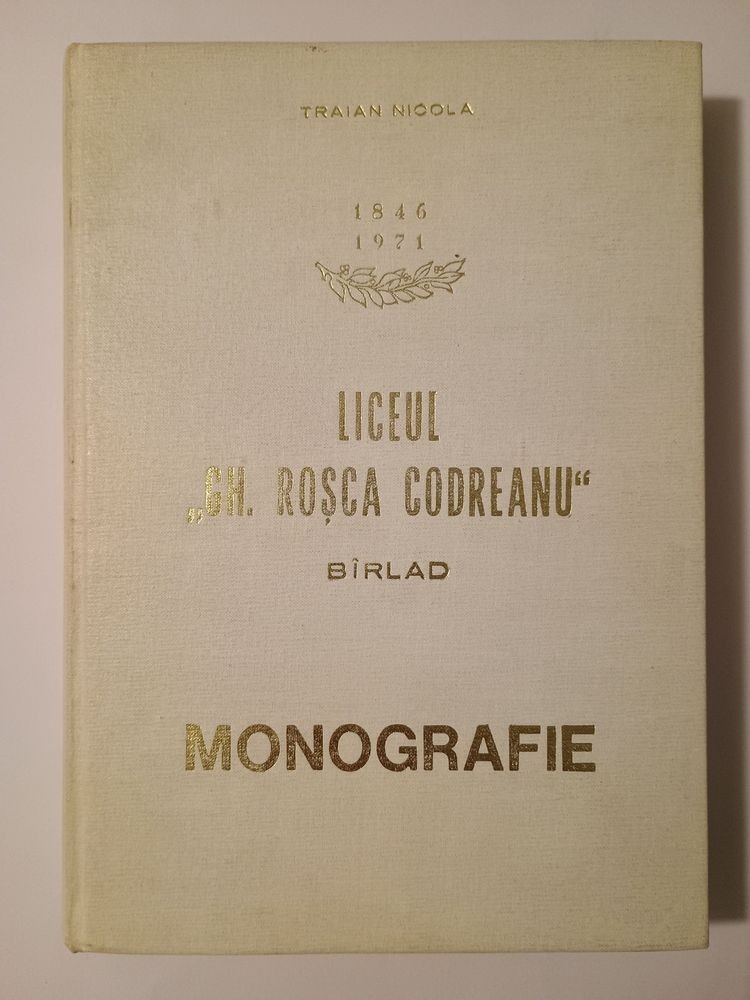 TRAIAN NICOLA
1846
1971
LICEUL
„GH. ROȘCA CODREANU“
BÎRLAD
MONOGRAFIE